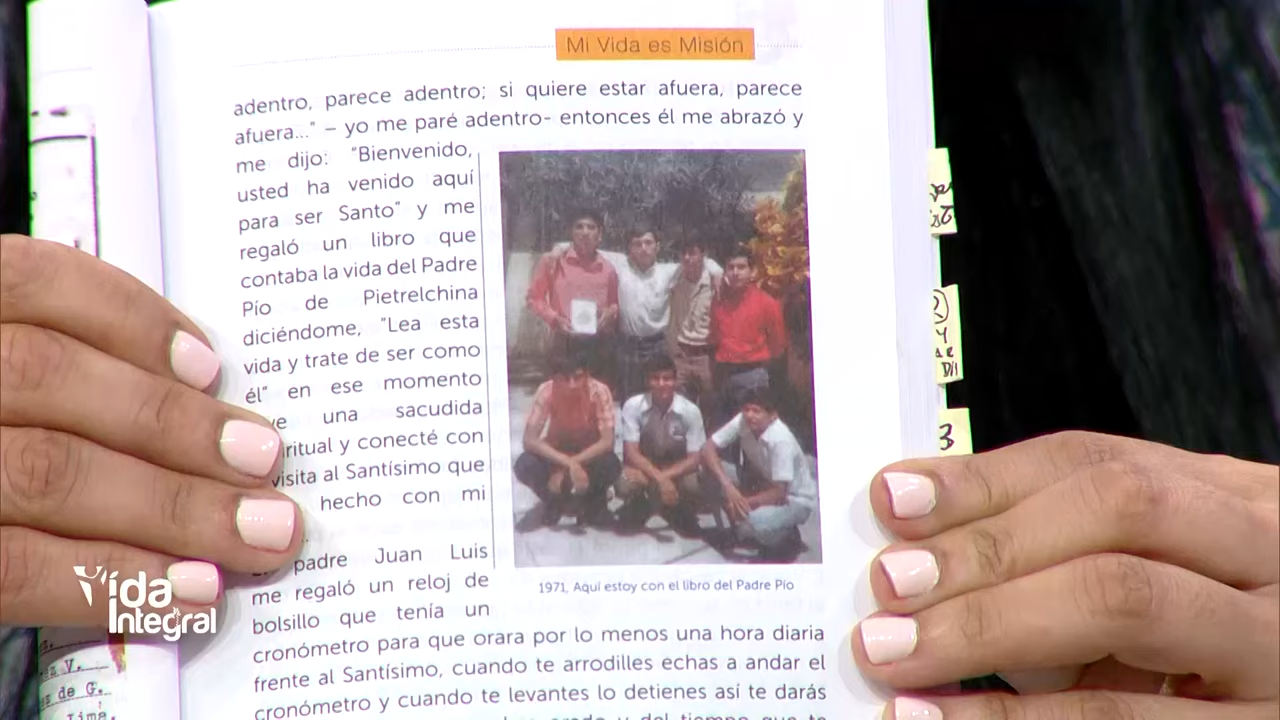 Mi Vida es Misión
adentro, parece adentro; si quiere estar afuera, parece
afuera..." – yo me paré adentro- entonces él me abrazó y
me dijo: "Bienvenido,
usted ha venido aquí
para ser Santo" y me
regaló un libro que
contaba la vida del Padre
Pío de Pietrelchina
diciéndome, "Lea esta
vida y trate de ser como
él" en ese momento
una sacudida
y conecté con
visita al Santísimo que
hecho con mi
padre Juan Luis
me regaló un reloj de
bolsillo que tenía un
1971, Aquí estoy con el libro del Padre Pío
cronómetro para que orara por lo menos una hora diaria
frente al Santísimo, cuando te arrodilles echas a andar el
cronómetro y cuando te levantes lo detienes así te darás
y del tiempo que te
3
Vida
Integral
V.
de G.